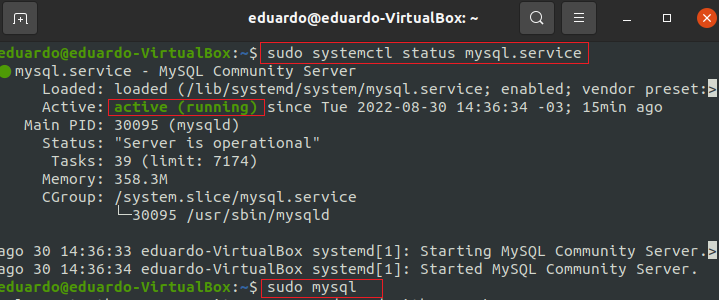 eduardo@eduardo-VirtualBox: ~
eduardo@eduardo-VirtualBox:~$ sudo systemctl status mysql.service
mysql.service - MySQL Community Server
Loaded: loaded (/lib/systemd/system/mysql.service; enabled; vendor preset:>
Active: active (running) since Tue 2022-08-30 14:36:34 -03; 15min ago
Main PID: 30095 (mysqld)
Status: "Server is operational"
Tasks: 39 (limit: 7174)
Memory: 358.3M
CGroup: /system.slice/mysql.service
└─30095 /usr/sbin/mysqld
ago 30 14:36:33 eduardo-VirtualBox systemd[1]: Starting MySQL Community Server.>
ago 30 14:36:34 eduardo-VirtualBox systemd[1]: Started MySQL Community Server.
eduardo@eduardo-VirtualBox:~$ sudo mysql